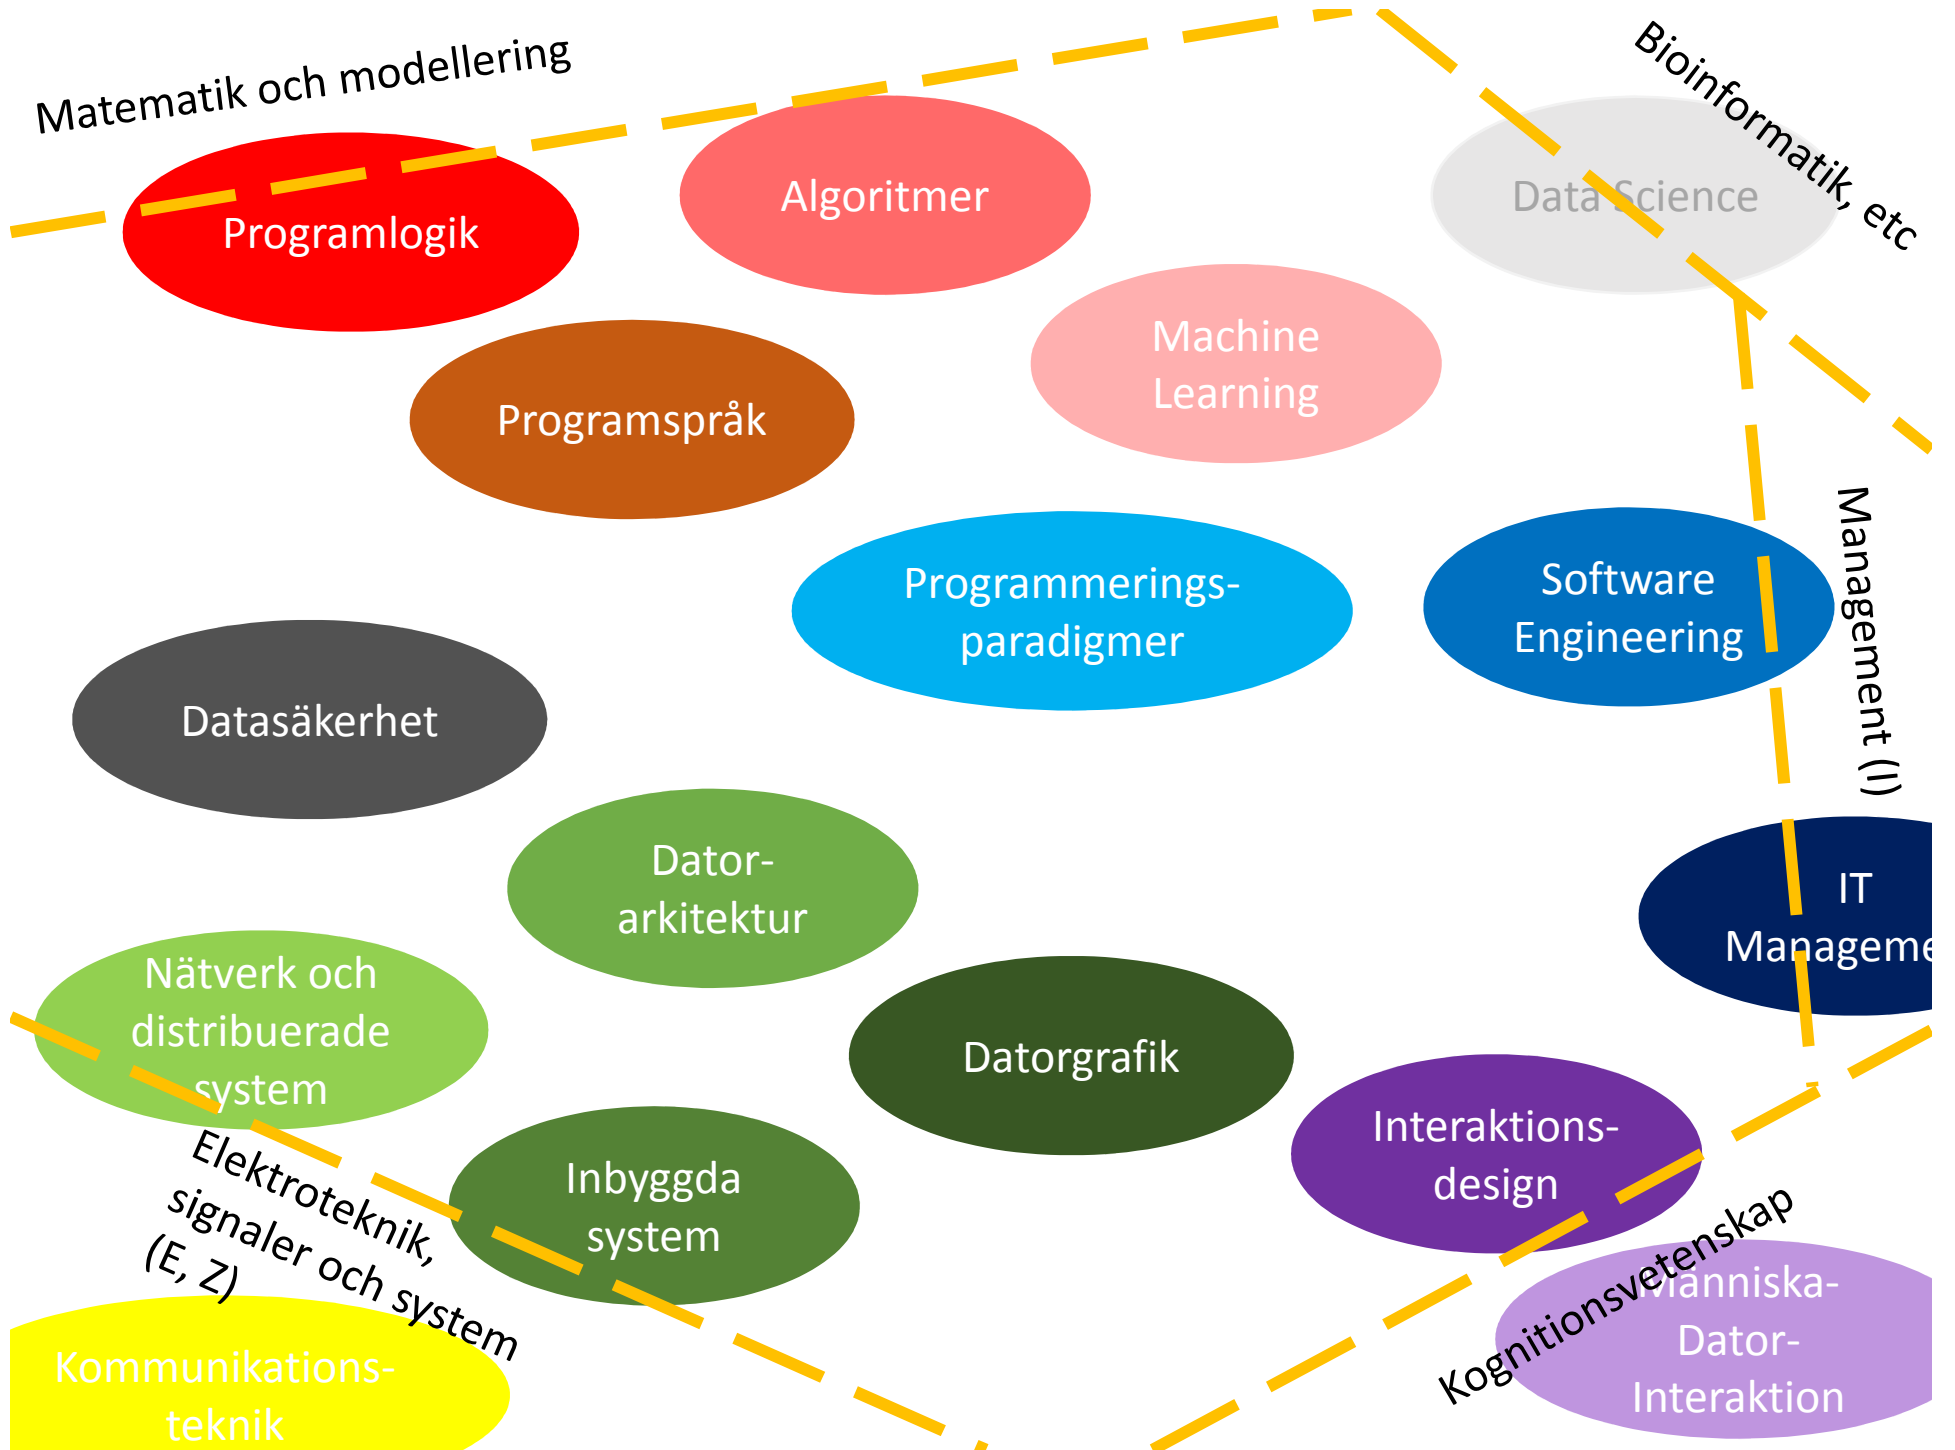 Matematik och modellering
Bioinformatik, etc
Algoritmer
Data Science
Programlogik
Machine
Learning
Programspråk
Management (I)
Programmerings-
paradigmer
Software
Engineering
Datasäkerhet
Dator-
arkitektur
IT
Manageme
Nätverk och
distribuerade
system
Datorgrafik
Interaktions-
design
Inbyggda
system
Elektroteknik,
signaler och system
(E, Z)
Kognitionsvetenskap
Människa-
Dator-
Interaktion
Kommunikations-
teknik